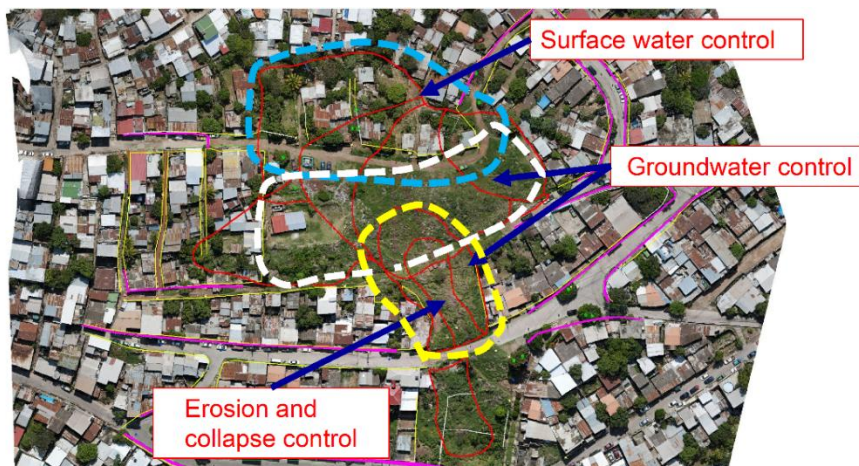 Surface water control
Groundwater control
Erosion and
collapse control